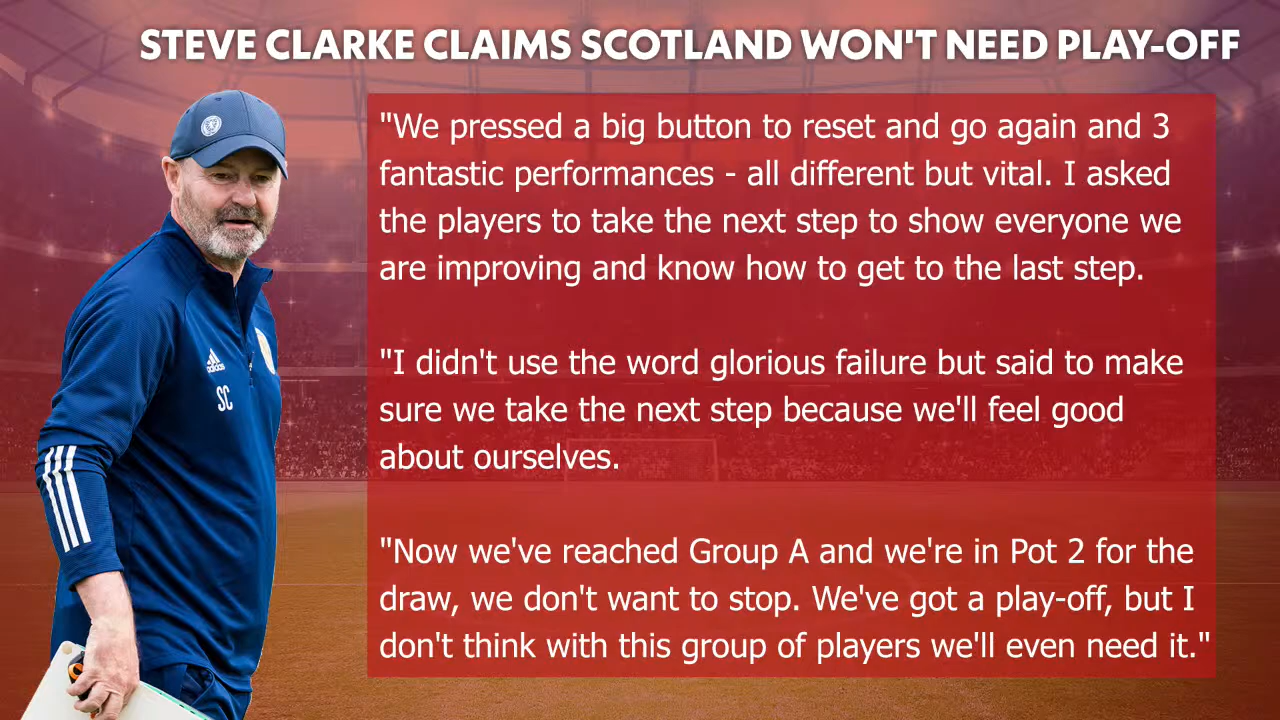 STEVE CLARKE CLAIMS SCOTLAND WON'T NEED PLAY-OFF
"We pressed a big button to reset and go again and 3
fantastic performances - all different but vital. I asked
the players to take the next step to show everyone we
are improving and know how to get to the last step.
"I didn't use the word glorious failure but said to make
sure we take the next step because we'll feel good
about ourselves.
"Now we've reached Group A and we're in Pot 2 for the
draw, we don't want to stop. We've got a play-off, but I
don't think with this group of players we'll even need it."
adidas
SC